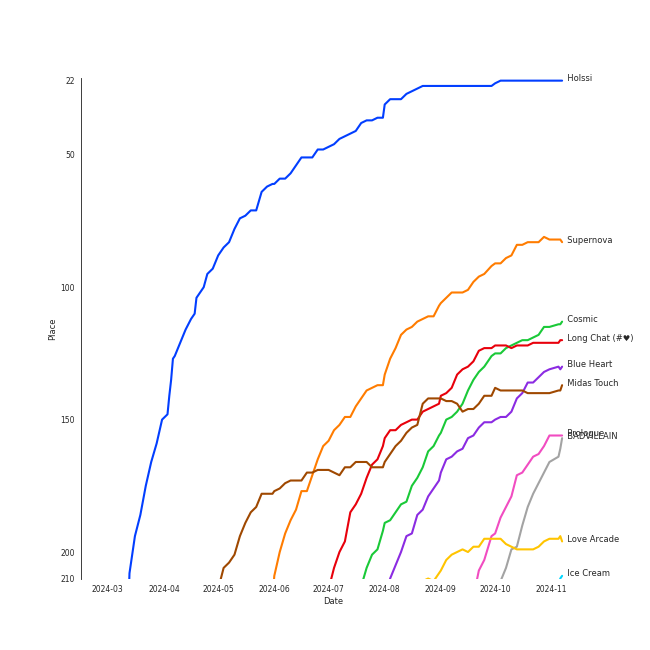 22
50
100
150
200
210
Place
2024-03
2024-04
2024-05
2024-06
2024-07
2024-08
2024-09
2024-10
2024-11
Date
Holssi
Supernova
Cosmic
Long Chat (#♥)
Blue Heart
Midas Touch
Prologue
BADVILLAIN
Love Arcade
Ice Cream